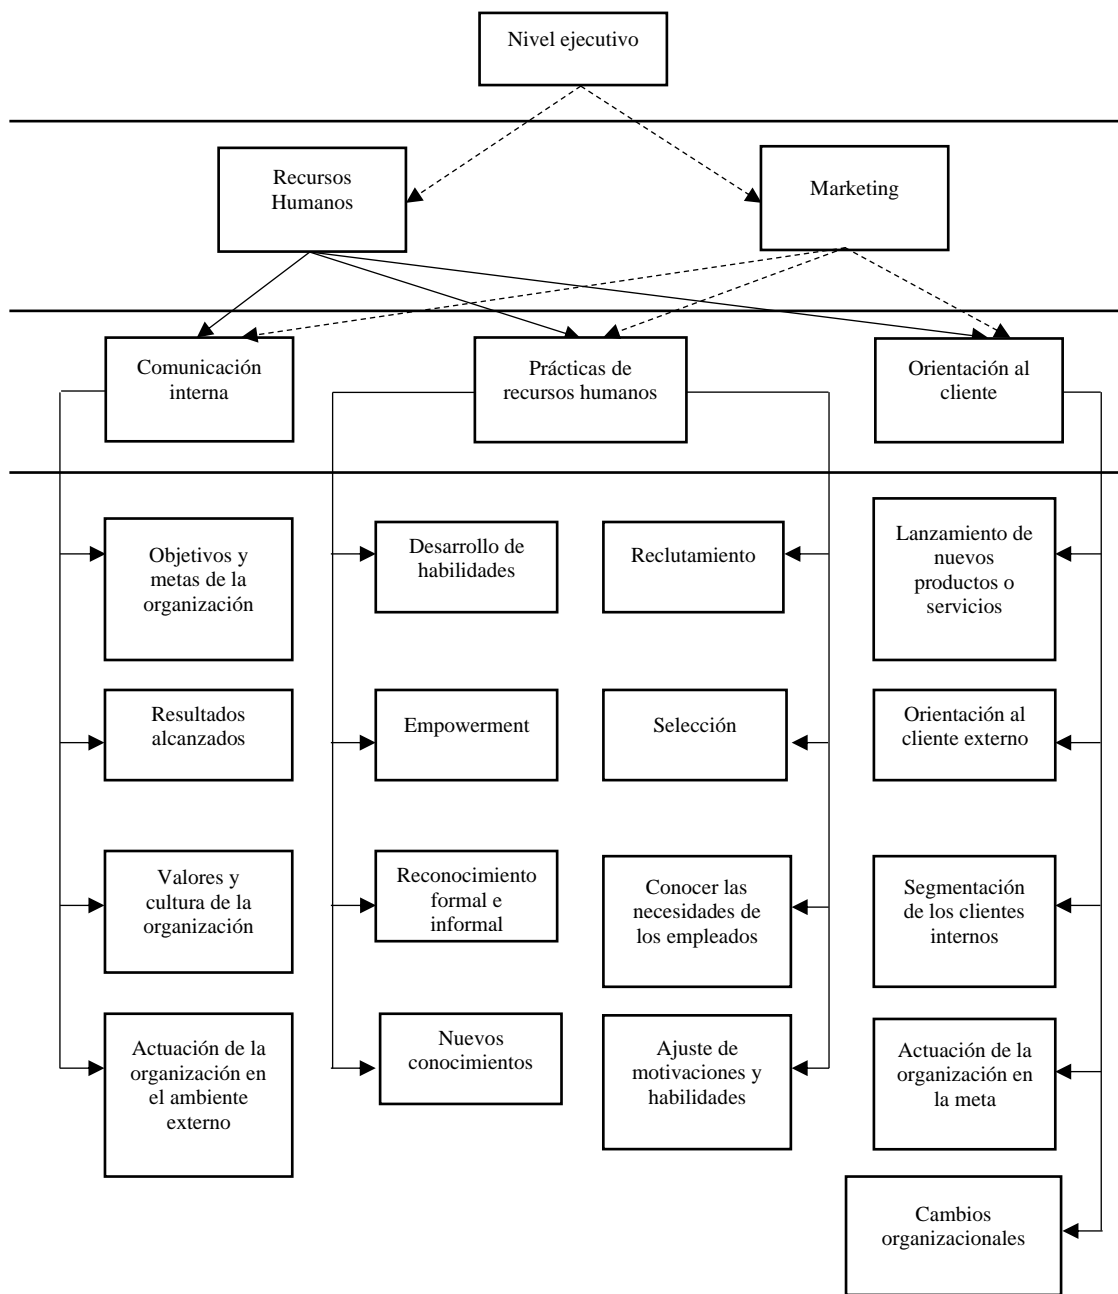 Nivel ejecutivo
Recursos
Humanos
Marketing
Comunicación
interna
Prácticas de
recursos humanos
Orientación al
cliente
Objetivos y
metas de la
organización
Desarrollo de
habilidades
Reclutamiento
Lanzamiento de
nuevos
productos o
servicios
Resultados
alcanzados
Empowerment
Selección
Orientación al
cliente externo
Valores y
cultura de la
organización
Reconocimiento
formal e
informal
Conocer las
necesidades de
los empleados
Segmentación
de los clientes
internos
Actuación de la
organización en
el ambiente
externo
Nuevos
conocimientos
Ajuste de
motivaciones y
habilidades
Actuación de la
organización en
la meta
Cambios
organizacionales